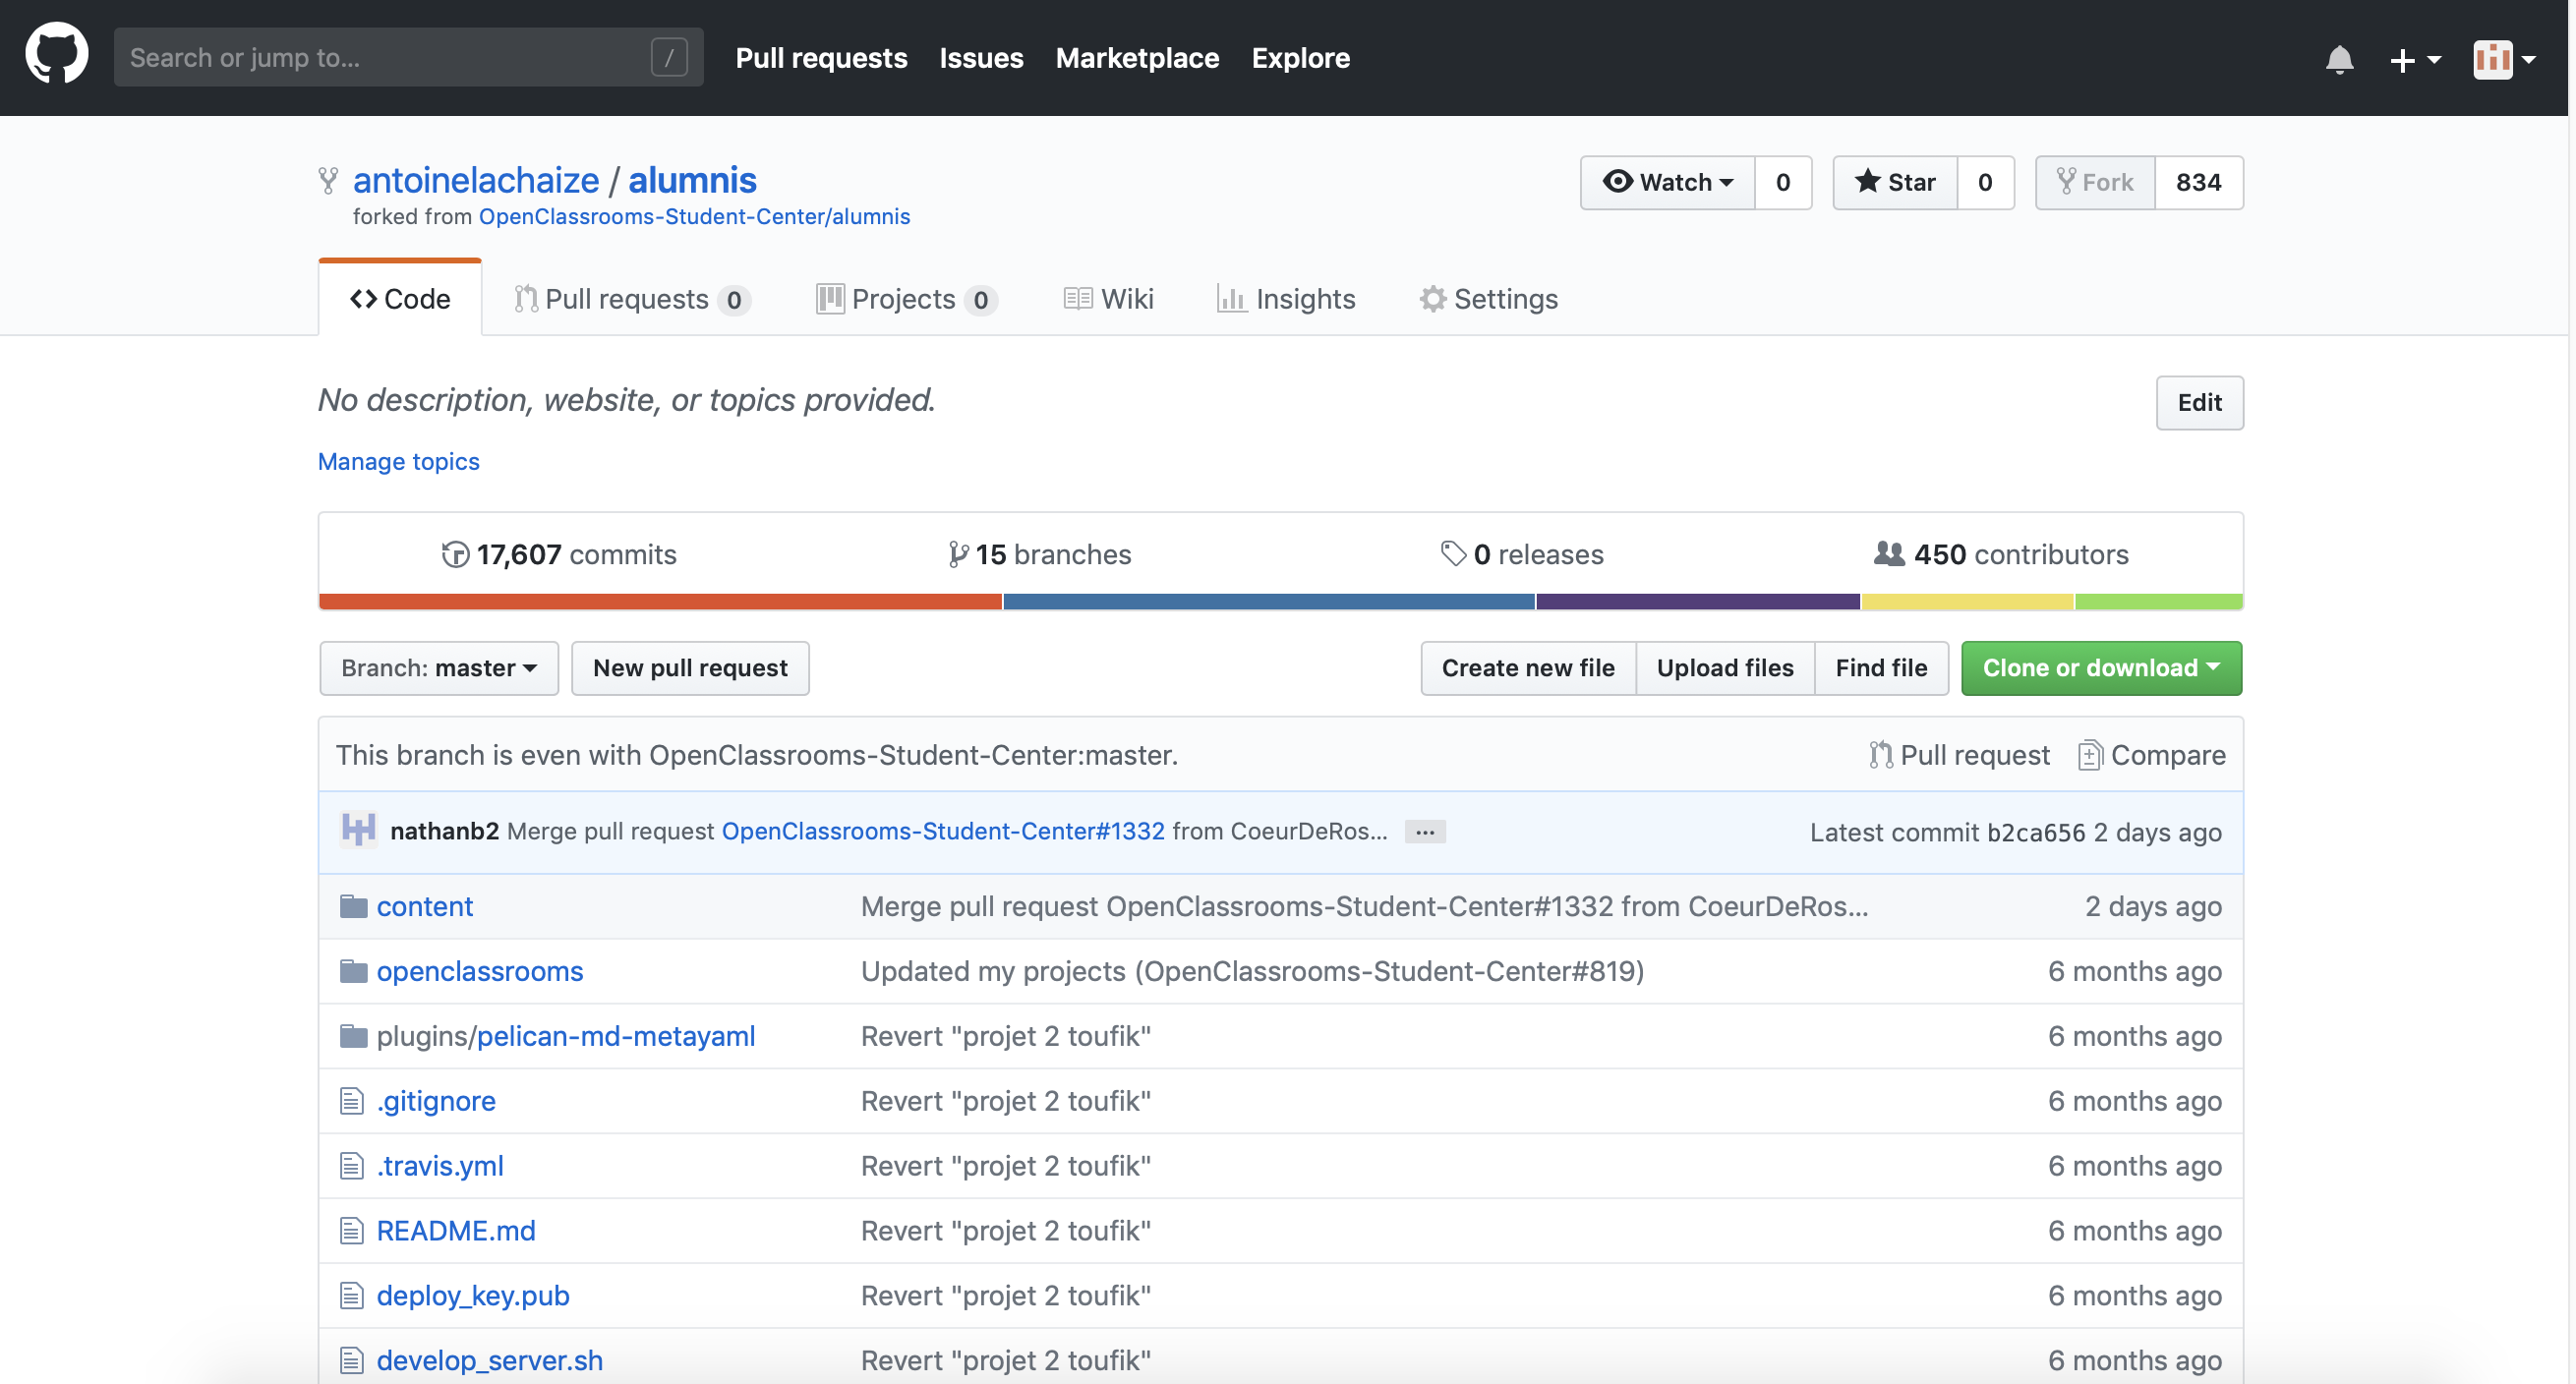 Search or jump to... / Pull requests Issues Marketplace Explore
antoinelachaize / alumnis Watch 0 Star 0 Fork 834
forked from OpenClassrooms-Student-Center/alumnis
Code Pull requests 0 Projects 0 Wiki Insights Settings
No description, website, or topics provided. Edit
Manage topics
17,607 commits 15 branches 0 releases 450 contributors
Branch: master New pull request Create new file Upload files Find file Clone or download
This branch is even with OpenClassrooms-Student-Center:master. Pull request Compare
nathanb2 Merge pull request OpenClassrooms-Student-Center#1332 from CoeurDeRos... ... Latest commit b2ca656 2 days ago
content Merge pull request OpenClassrooms-Student-Center#1332 from CoeurDeRos... 2 days ago
openclassrooms Updated my projects (OpenClassrooms-Student-Center#819) 6 months ago
plugins/pelican-md-metayaml Revert "projet 2 toufik" 6 months ago
.gitignore Revert "projet 2 toufik" 6 months ago
.travis.yml Revert "projet 2 toufik" 6 months ago
README.md Revert "projet 2 toufik" 6 months ago
deploy_key.pub Revert "projet 2 toufik" 6 months ago
develop_server.sh Revert "projet 2 toufik" 6 months ago